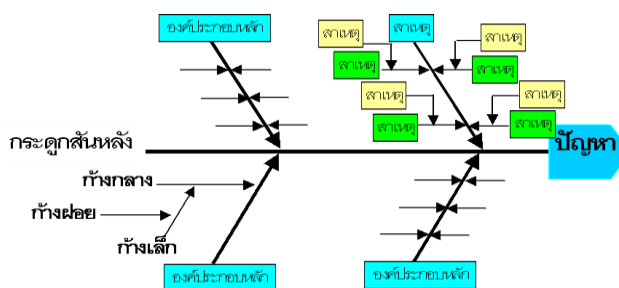 องค์ประกอบหลัก
สาเหตุ
สาเหตุ
สาเหตุ
สาเหตุ
สาเหตุ
สาเหตุ
สาเหตุ
สาเหตุ
สาเหตุ
กระดูกสันหลัง
ปัญหา
ก้างกลาง
ก้างฝอย
ก้างเล็ก
องค์ประกอบหลัก
องค์ประกอบหลัก